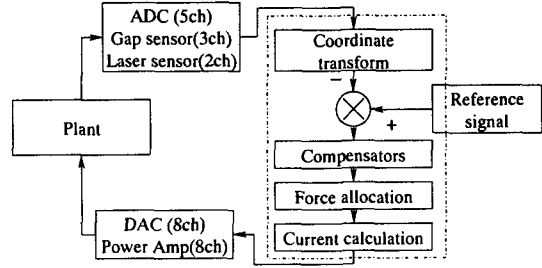 ADC (5ch)
Gap sensor(3ch)
Laser sensor(2ch)
Coordinate
transform
−
+
Reference
signal
Plant
Compensators
Force allocation
DAC (8ch)
Power Amp(8ch)
Current calculation